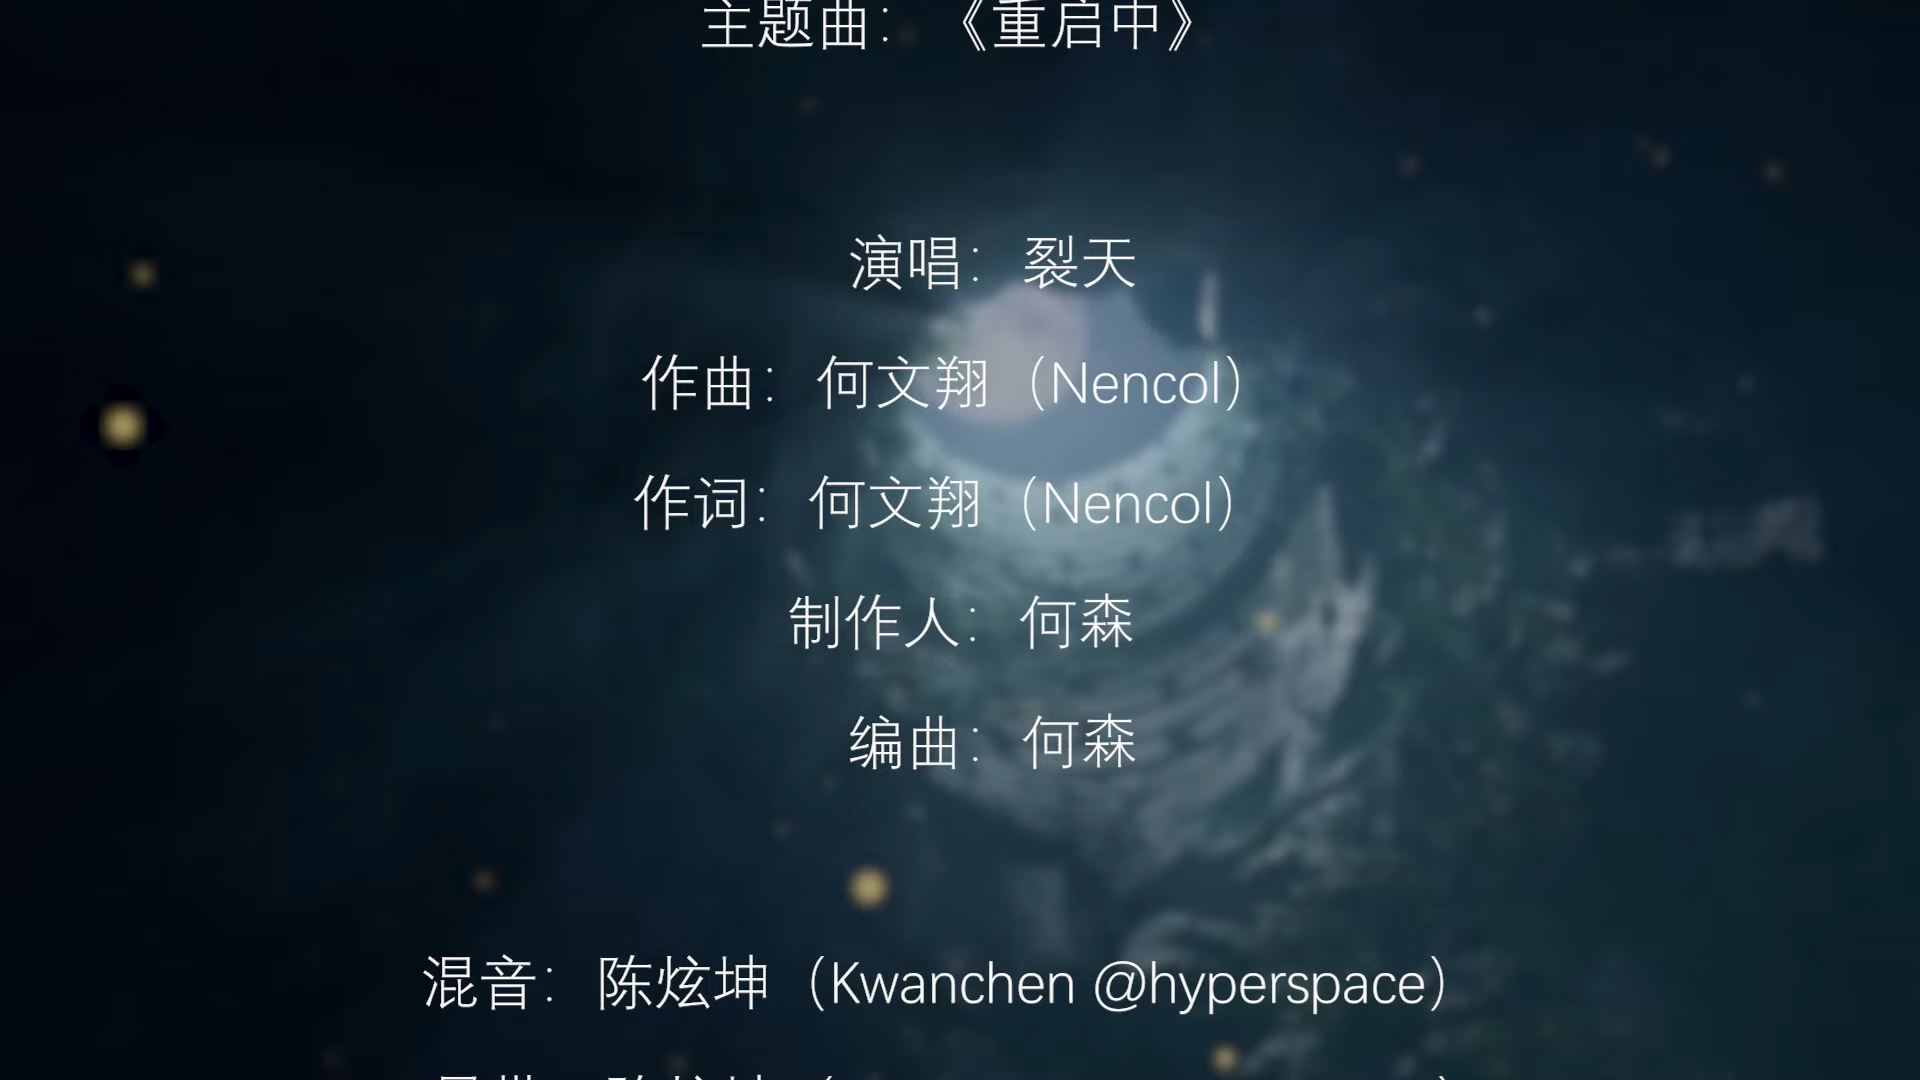 主题曲：《重启中》
演唱：裂天
作曲：何文翔（Nencol）
作词：何文翔（Nencol）
制作人：何森
编曲：何森
混音：陈炫坤（Kwanchen @hyperspace）